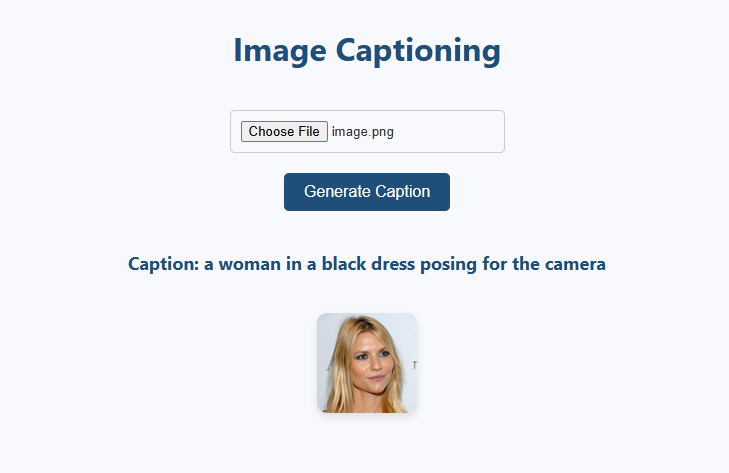 Image Captioning
Choose File image.png
Generate Caption
Caption: a woman in a black dress posing for the camera
T